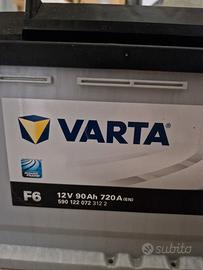 VARTA
F6
12V 90Ah 720A (EN)
590 122 072 312 2
subito